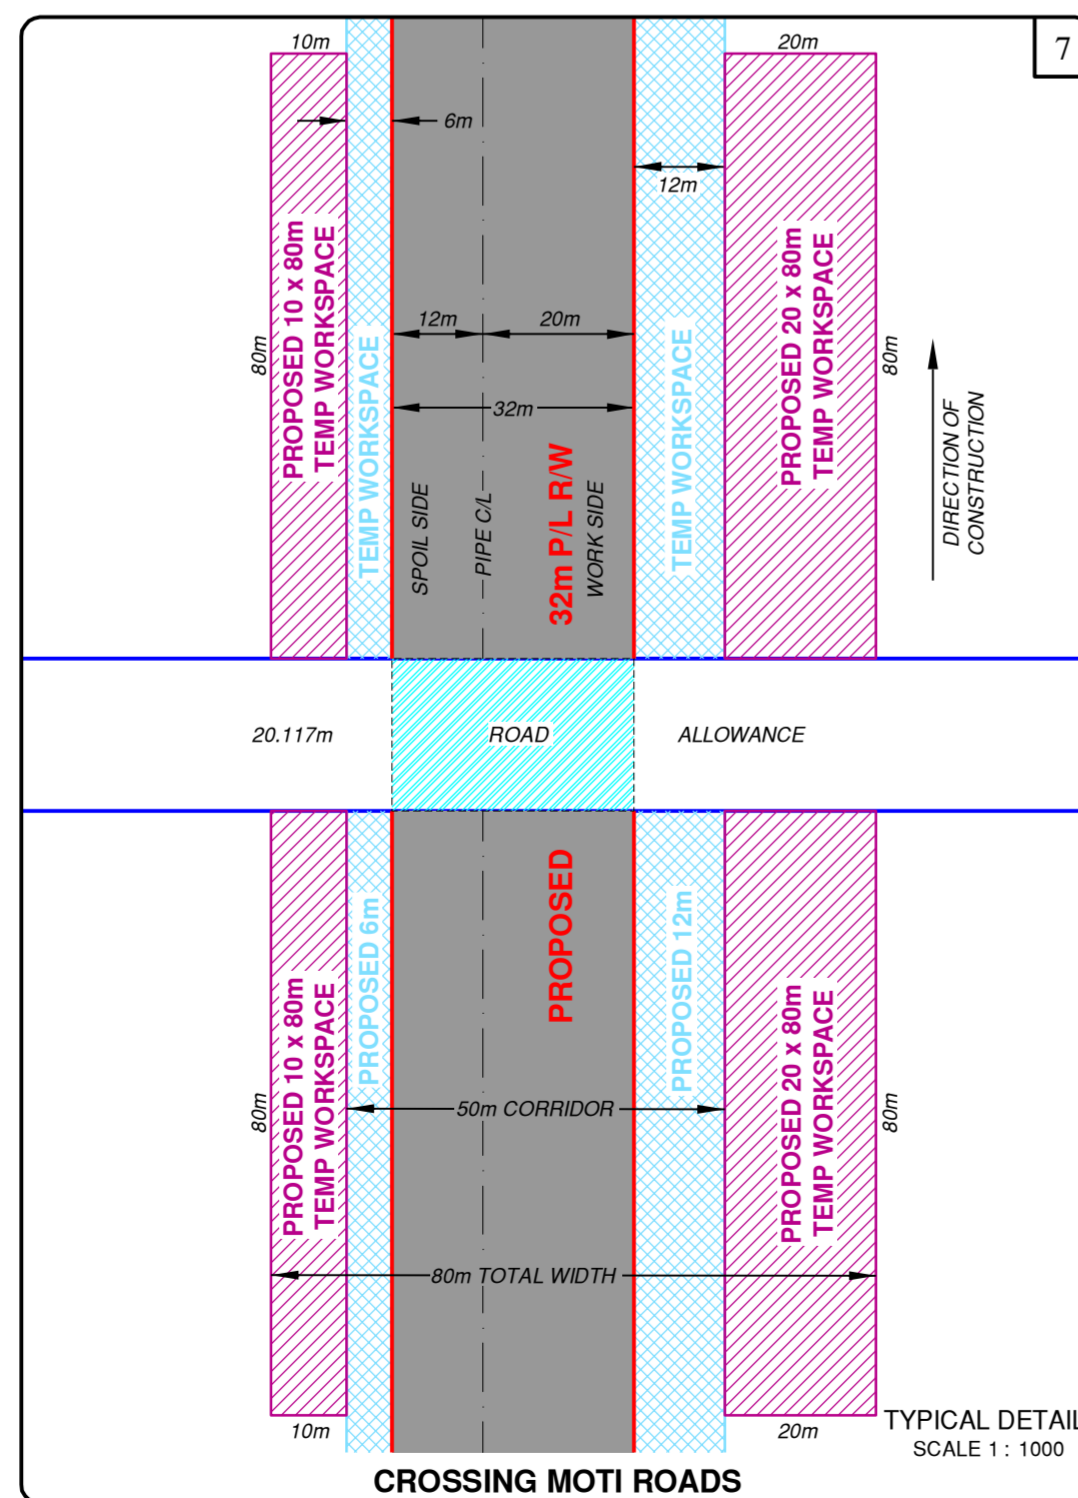 7
10m
20m
6m
12m
12m
20m
32m
80m
80m
PROPOSED 10 x 80m
TEMP WORKSPACE
TEMP WORKSPACE
SPOIL SIDE
PIPE C/L
32m P/L R/W
WORK SIDE
TEMP WORKSPACE
PROPOSED 20 x 80m
TEMP WORKSPACE
DIRECTION OF
CONSTRUCTION
20.117m ROAD ALLOWANCE
PROPOSED 10 x 80m
TEMP WORKSPACE
PROPOSED 6m
PROPOSED
PROPOSED 12m
PROPOSED 20 x 80m
TEMP WORKSPACE
80m
80m
50m CORRIDOR
80m TOTAL WIDTH
10m
20m
TYPICAL DETAIL
SCALE 1 : 1000
CROSSING MOTI ROADS